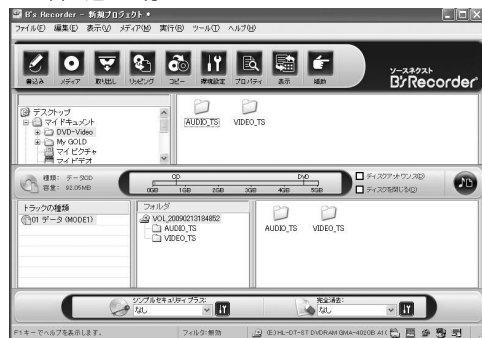 B's Recorder - 新規プロジェクト *
ファイル(F) 編集(E) 表示(V) メディア(M) 実行(R) ツール(T) ヘルプ(H)
書込み メディア 取り出し リッピング コピー 環境設定 プロパティ 表示 補助
ソースネクスト
B's Recorder
デスクトップ
マイ ドキュメント
DVD-Video
My GOLD
マイ ピクチャ
マイ ビデオ
AUDIO_TS VIDEO_TS
種類: データCD
容量: 92.05MB
CD DVD
0GB 1GB 2GB 3GB 4GB 5GB
ディスクアットワンス(D)
ディスクを閉じる(C)
トラックの種類
01 データ (MODE1)
フォルダ
VOL_20090213184852
AUDIO_TS
VIDEO_TS
AUDIO_TS VIDEO_TS
シンプルセキュリティプラス:
なし
完全消去:
なし
F1キーでヘルプを表示します。 フィルタ:無効 (E:)HL-DT-ST DVDRAM GMA-4020B A1